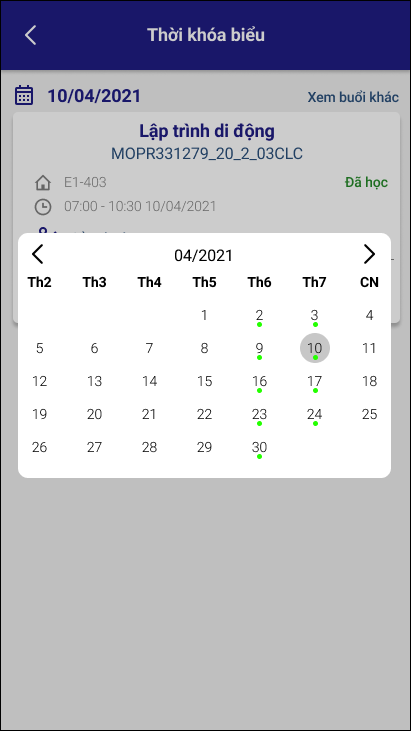 Thời khóa biểu
10/04/2021 Xem buổi khác
Lập trình di động
MOPR331279_20_2_03CLC
E1-403 Đã học
07:00 - 10:30 10/04/2021
04/2021
Th2 Th3 Th4 Th5 Th6 Th7 CN
1 2 3 4
5 6 7 8 9 10 11
12 13 14 15 16 17 18
19 20 21 22 23 24 25
26 27 28 29 30